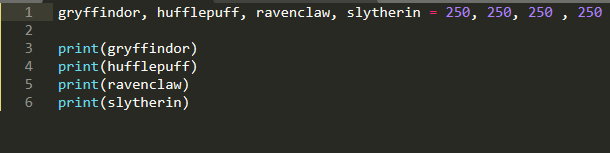 1 gryffindor, hufflepuff, ravenclaw, slytherin = 250, 250, 250 , 250
2
3 print(gryffindor)
4 print(hufflepuff)
5 print(ravenclaw)
6 print(slytherin)